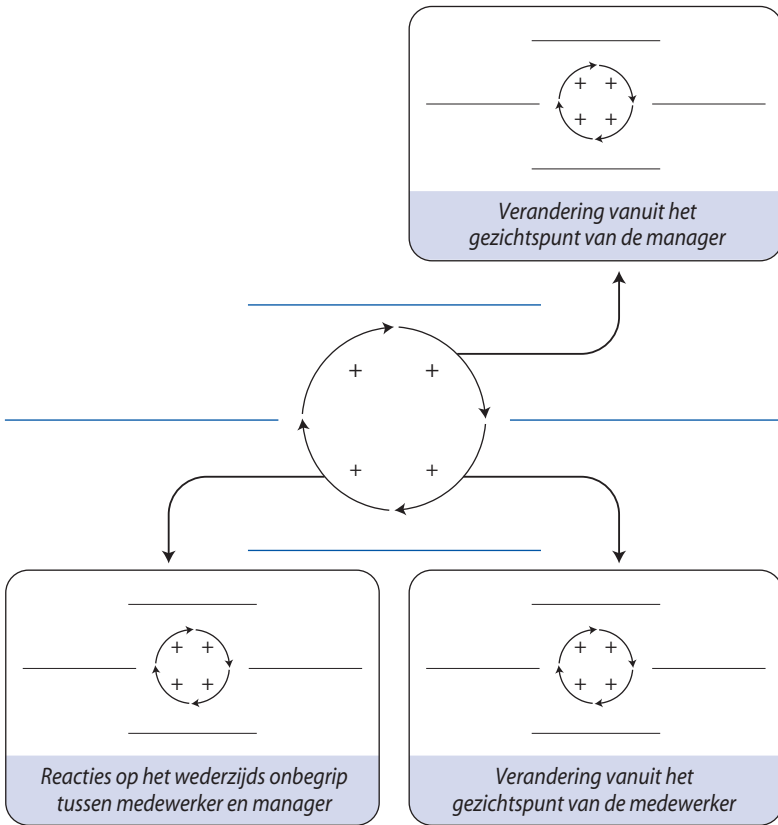 + +
+ +
Verandering vanuit het
gezichtspunt van de manager
+ +
+ +
+ +
+ +
Reacties op het wederzijds onbegrip
tussen medewerker en manager
+ +
+ +
Verandering vanuit het
gezichtspunt van de medewerker